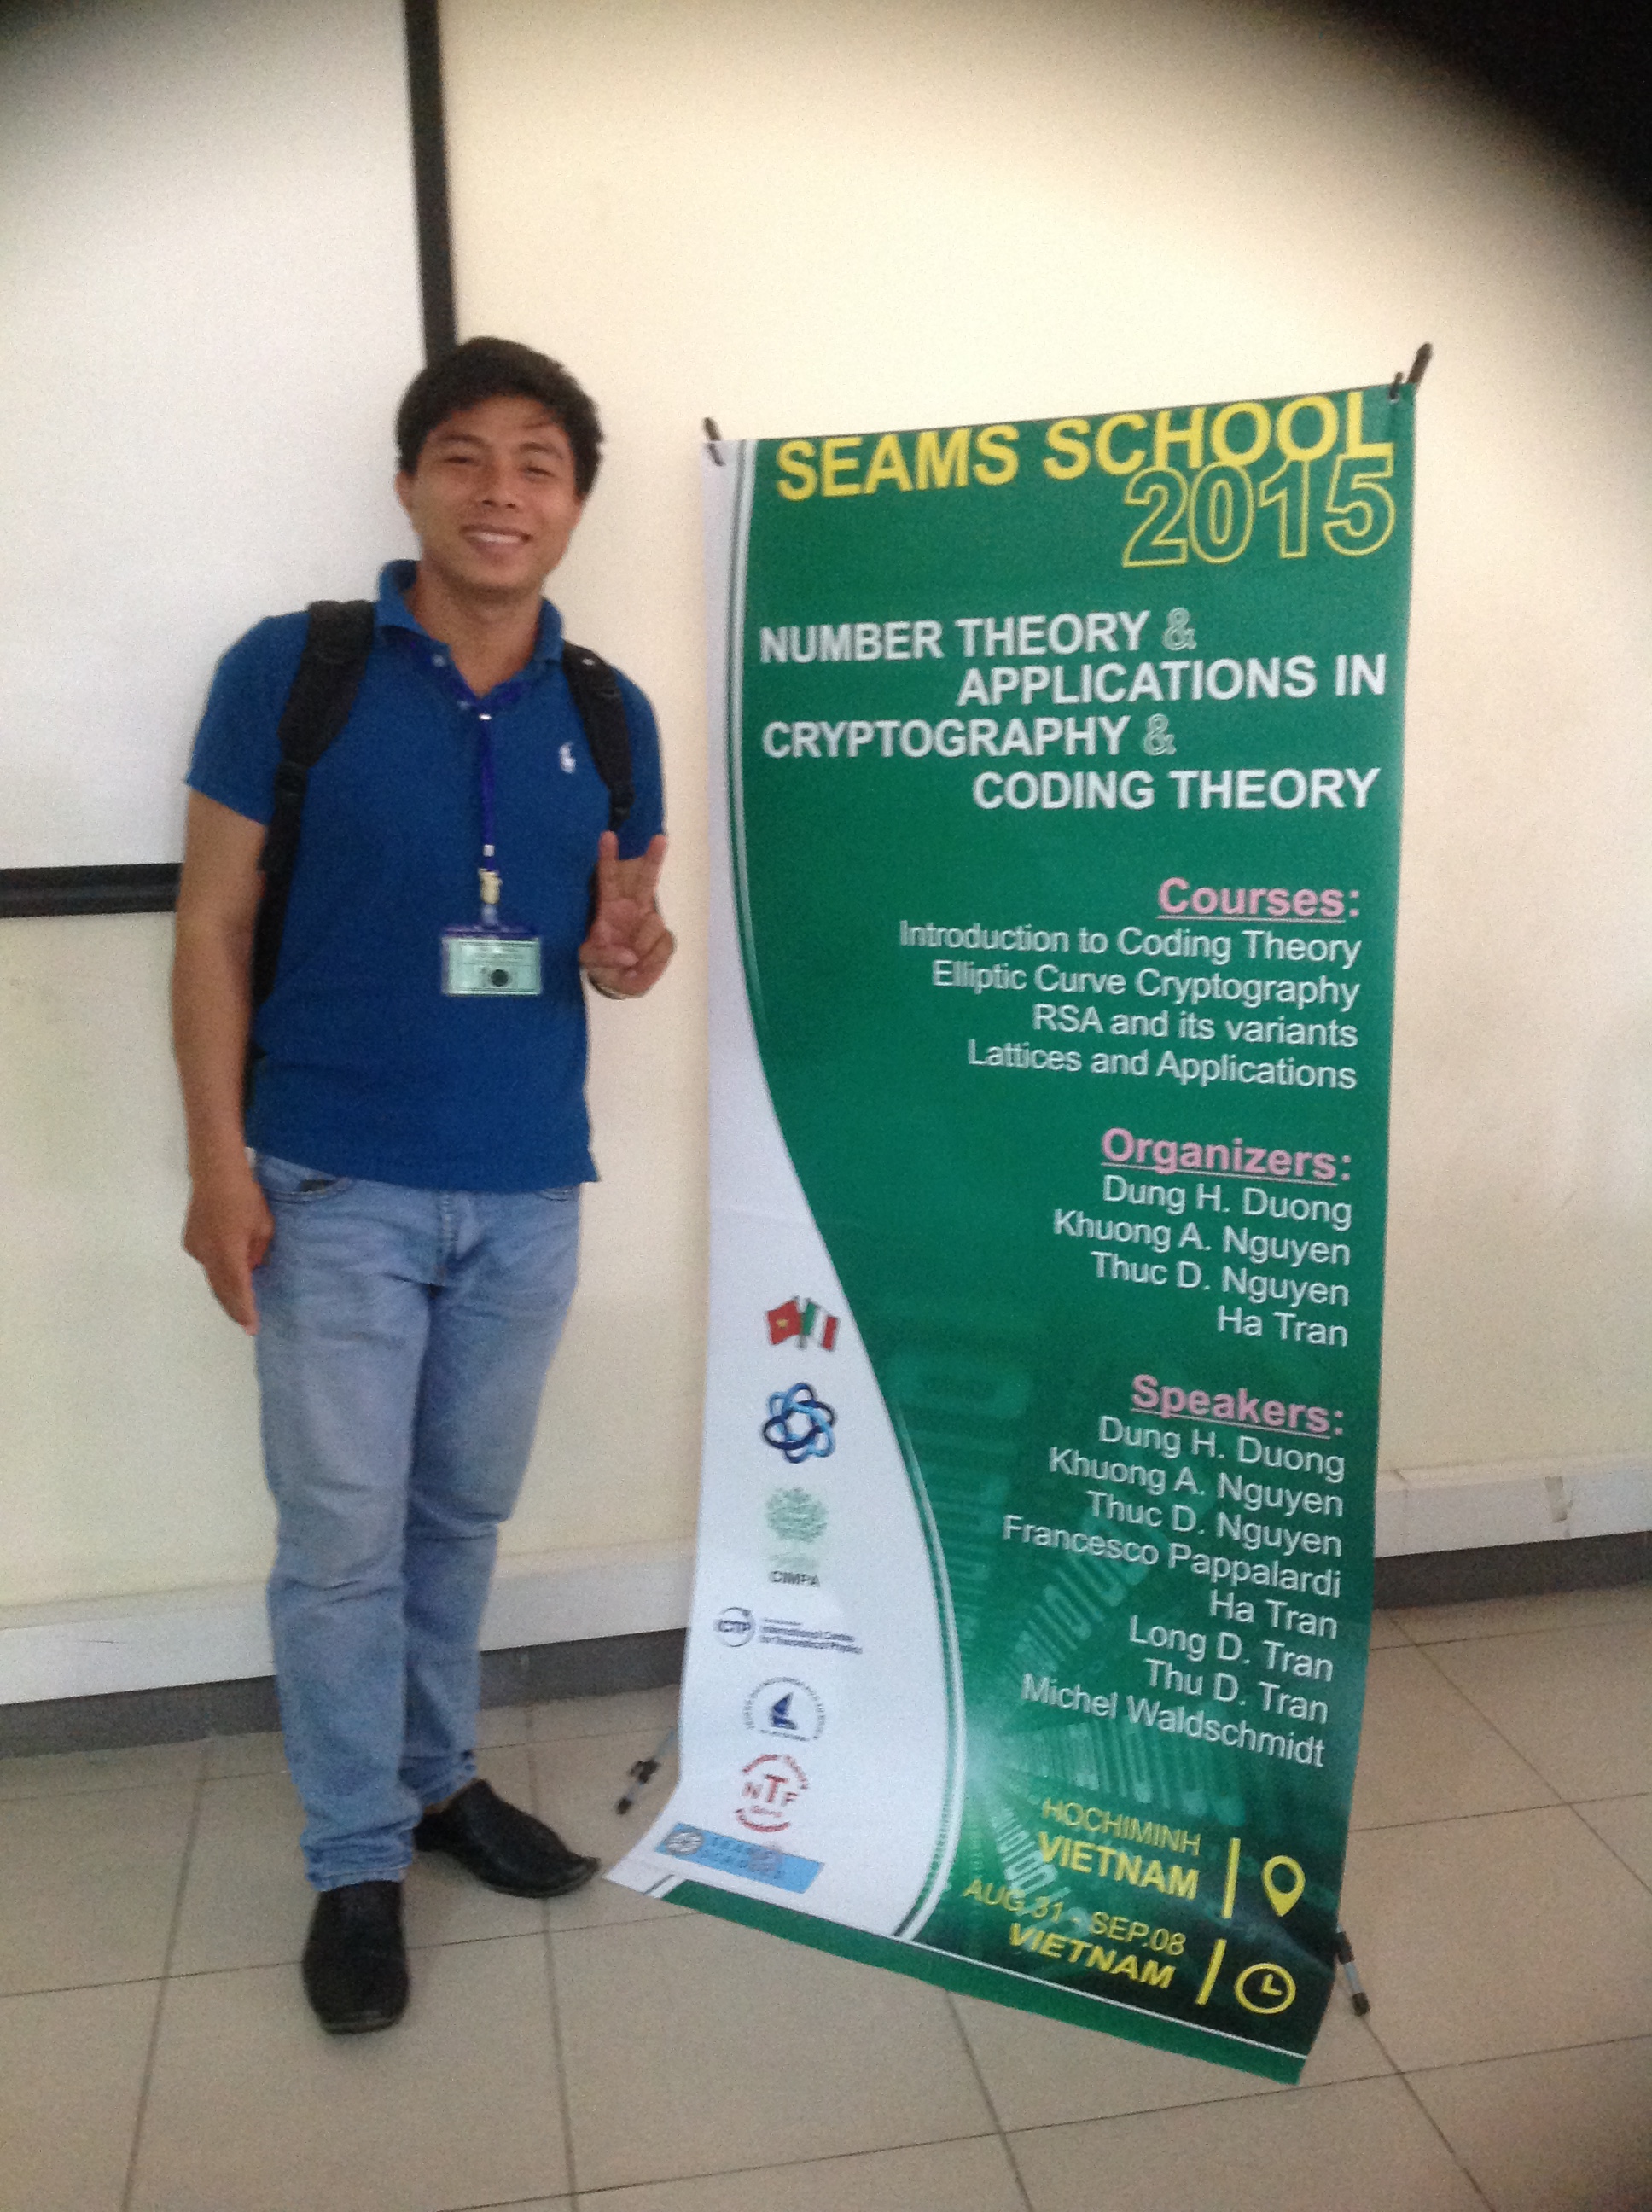 SEAMS SCHOOL
2015
NUMBER THEORY &
APPLICATIONS IN
CRYPTOGRAPHY &
CODING THEORY
Courses:
Introduction to Coding Theory
Elliptic Curve Cryptography
RSA and its variants
Lattices and Applications
Organizers:
Dung H. Duong
Khuong A. Nguyen
Thuc D. Nguyen
Ha Tran
Speakers:
Dung H. Duong
Khuong A. Nguyen
Thuc D. Nguyen
Francesco Pappalardi
Ha Tran
Long D. Tran
Thu D. Tran
Michel Waldschmidt
HOCHIMINH
VIETNAM
AUG.31 - SEP.08
VIETNAM
CIMPA
ICTP
International Centre
for Theoretical Physics
NTF